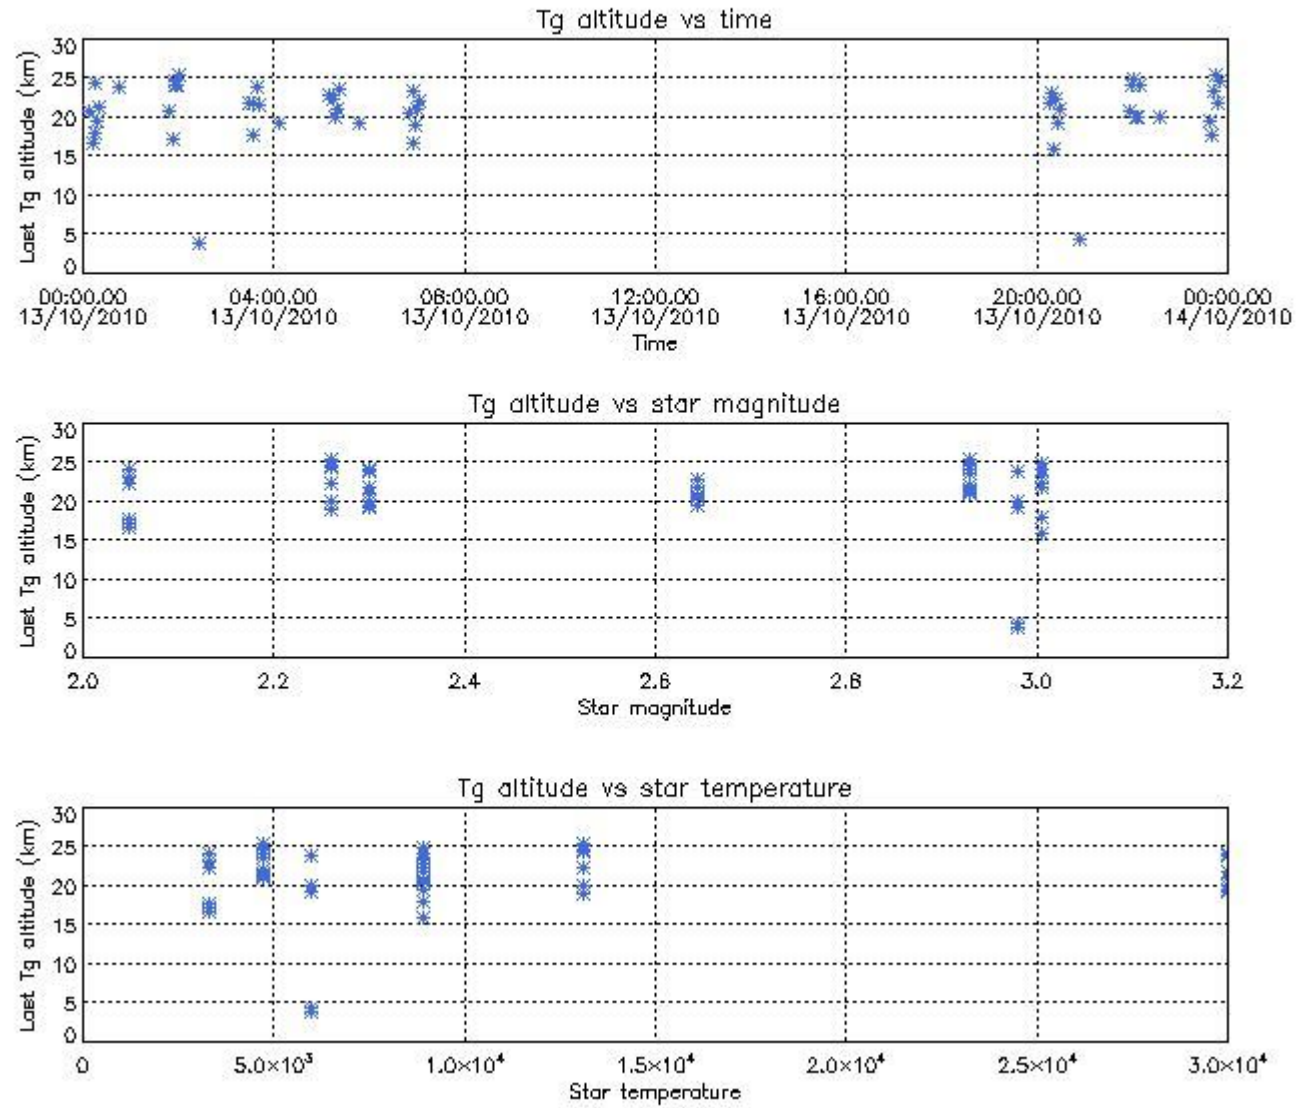 Tg altitude vs time
Last Tg altitude (km)
30
25
20
15
10
5
0
00:00.00 04:00.00 08:00.00 12:00.00 16:00.00 20:00.00 00:00.00
13/10/2010 13/10/2010 13/10/2010 13/10/2010 13/10/2010 13/10/2010 14/10/2010
Time
Tg altitude vs star magnitude
Last Tg altitude (km)
30
25
20
15
10
5
0
2.0 2.2 2.4 2.6 2.8 3.0 3.2
Star magnitude
Tg altitude vs star temperature
Last Tg altitude (km)
30
25
20
15
10
5
0
0 5.0×10³ 1.0×10⁴ 1.5×10⁴ 2.0×10⁴ 2.5×10⁴ 3.0×10⁴
Star temperature